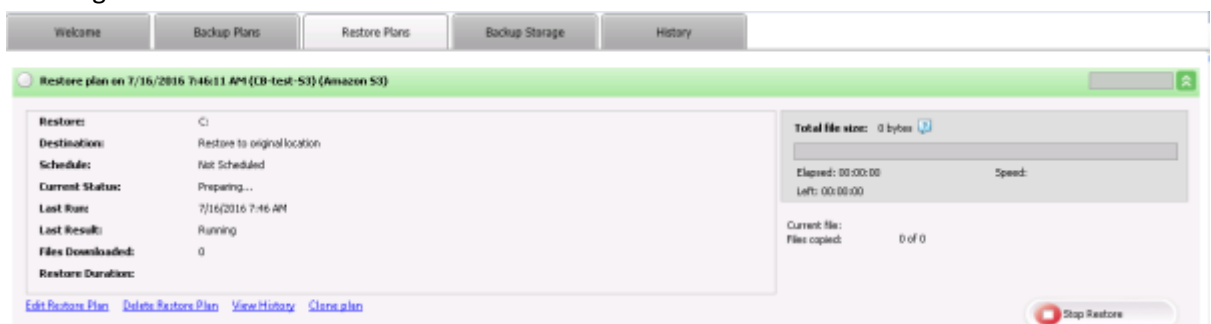 Welcome Backup Plans Restore Plans Backup Storage History
Restore plan on 7/16/2016 7:46:11 AM (CB-test-S3) (Amazon S3)
Restore: C:
Destination: Restore to original location
Schedule: Not Scheduled
Current Status: Preparing...
Last Run: 7/16/2016 7:46 AM
Last Result: Running
Files Downloaded: 0
Restore Duration:
Edit Restore Plan Delete Restore Plan View History Clone plan
Total file size: 0 bytes
Elapsed: 00:00:00 Speed:
Left: 00:00:00
Current file:
Files copied: 0 of 0
Stop Restore